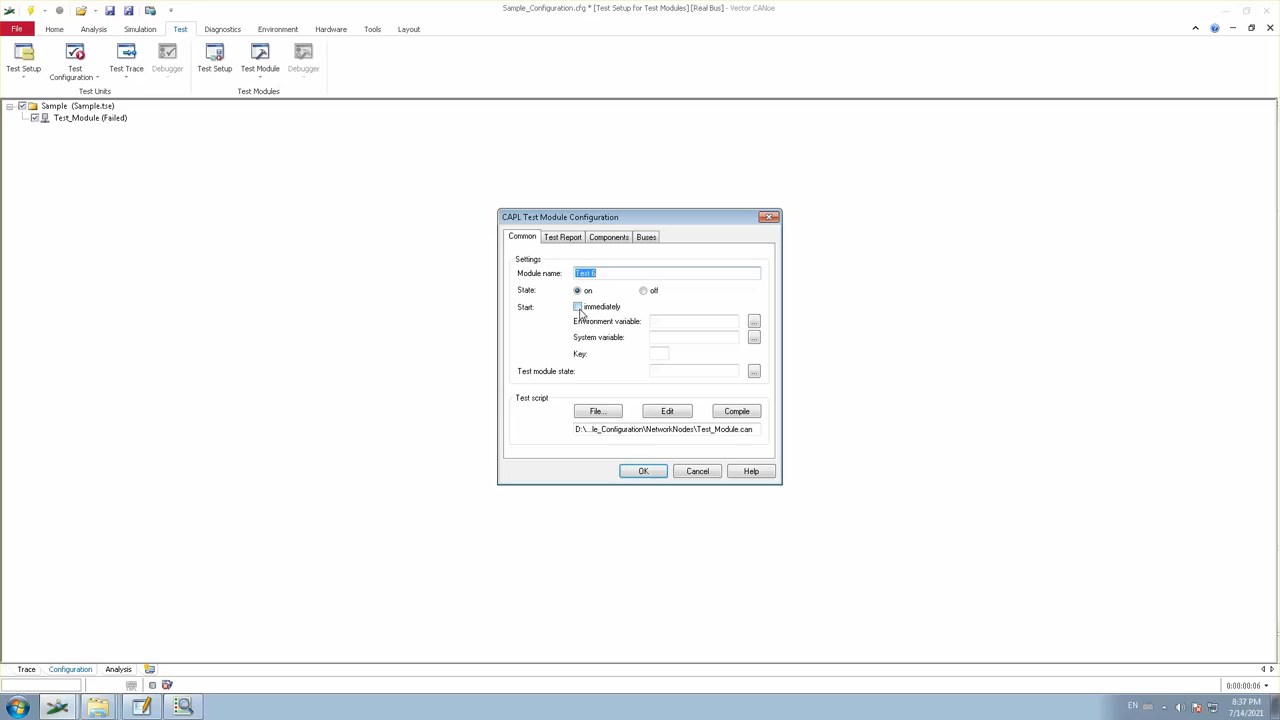 Sample_Configuration.cfg * [Test Setup for Test Modules] [Real Bus] - Vector CANoe
File Home Analysis Simulation Test Diagnostics Environment Hardware Tools Layout
Test Setup Test Configuration Test Trace Debugger Test Setup Test Module Debugger
Test Units Test Modules
Sample (Sample.tse)
Test_Module (Failed)
CAPL Test Module Configuration
Common Test Report Components Buses
Settings
Module name: Test 6
State: on off
Start: immediately
Environment variable: ...
System variable: ...
Key:
Test module state: ...
Test script
File... Edit Compile
D:\...le_Configuration\NetworkNodes\Test_Module.can
OK Cancel Help
Trace Configuration Analysis
0:00:00:06
EN 8:37 PM
7/14/2021